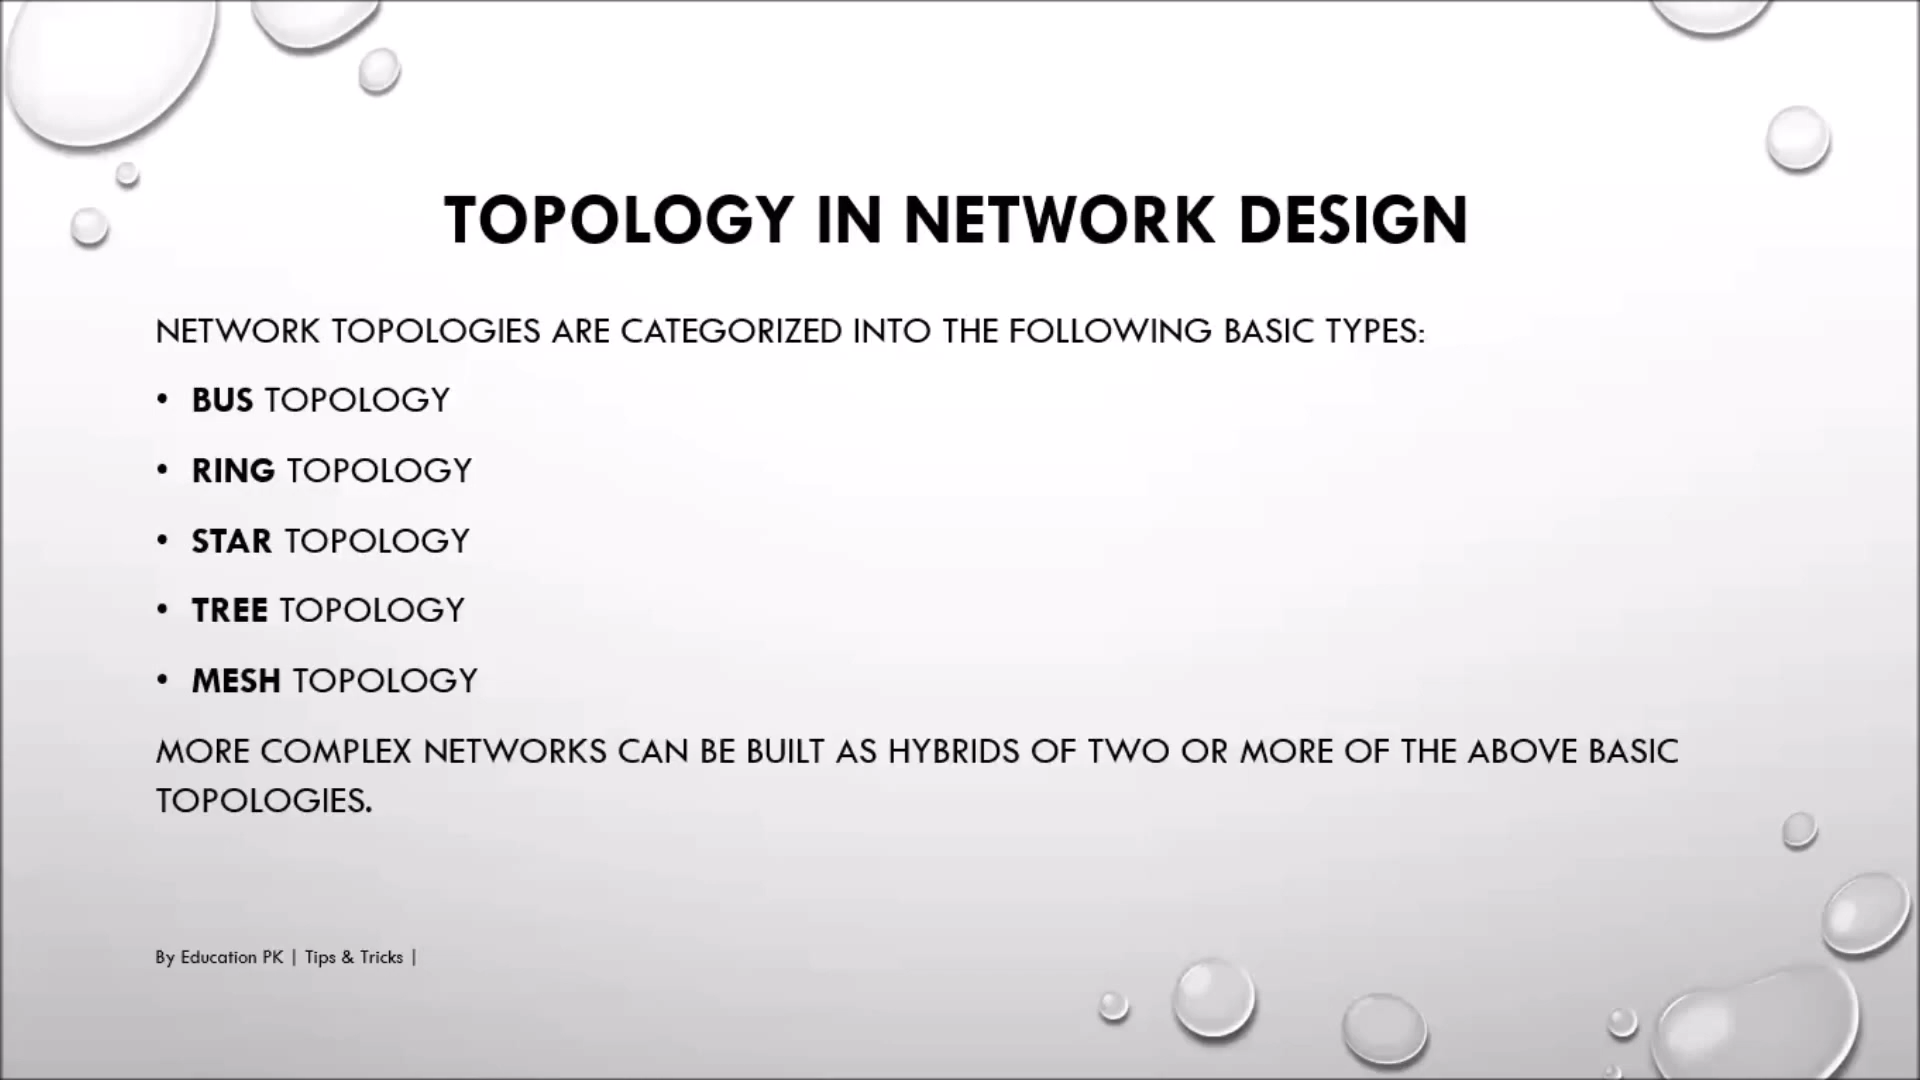 TOPOLOGY IN NETWORK DESIGN
NETWORK TOPOLOGIES ARE CATEGORIZED INTO THE FOLLOWING BASIC TYPES:
• BUS TOPOLOGY
• RING TOPOLOGY
• STAR TOPOLOGY
• TREE TOPOLOGY
• MESH TOPOLOGY
MORE COMPLEX NETWORKS CAN BE BUILT AS HYBRIDS OF TWO OR MORE OF THE ABOVE BASIC
TOPOLOGIES.
By Education PK | Tips & Tricks |